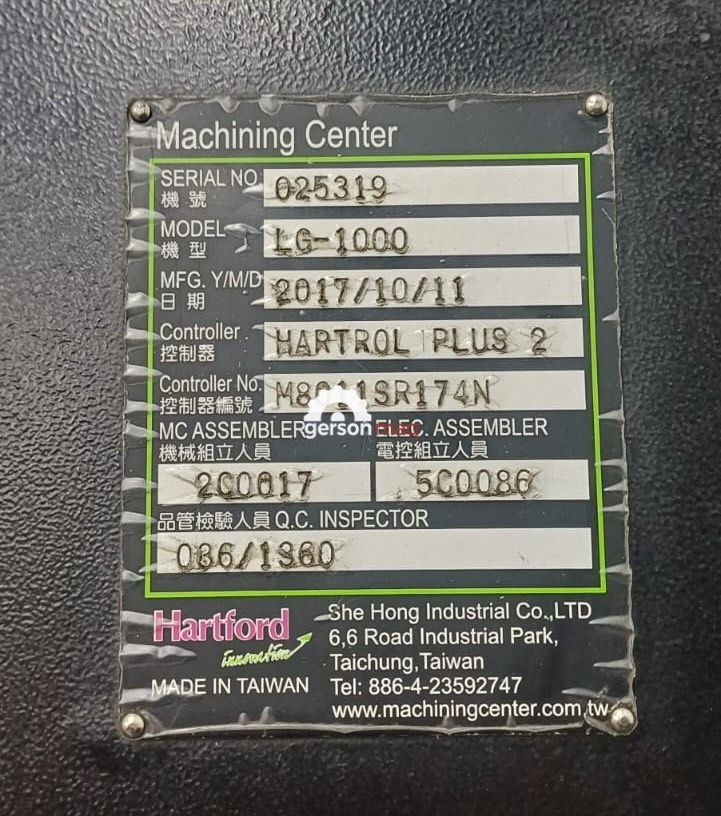 Machining Center
SERIAL NO. 025319
機號
MODEL LG-1000
機型
MFG. Y/M/D 2017/10/11
日期
Controller HARTROL PLUS 2
控制器
Controller No.
控制器編號
gersonmaq
MC ASSEMBLER ELEC. ASSEMBLER
機械組立人員 電控組立人員
2C0017 5C0086
品管檢驗人員 Q.C. INSPECTOR
036/1360
Hartford
innovation
MADE IN TAIWAN
She Hong Industrial Co.,LTD
6,6 Road Industrial Park,
Taichung,Taiwan
Tel: 886-4-23592747
www.machiningcenter.com.tw